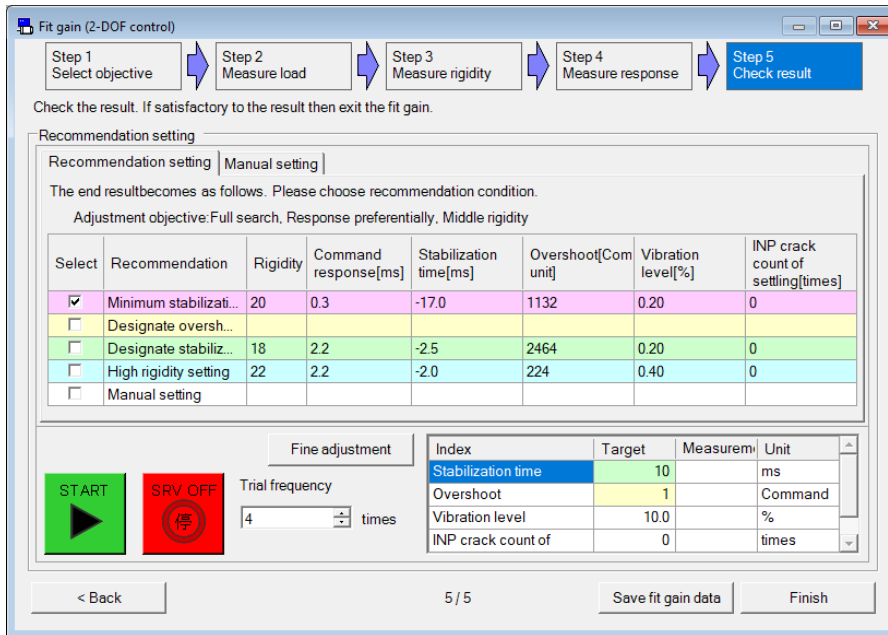 Fit gain (2-DOF control)
Step 1
Select objective
Step 2
Measure load
Step 3
Measure rigidity
Step 4
Measure response
Step 5
Check result
Check the result. If satisfactory to the result then exit the fit gain.
Recommendation setting
Recommendation setting Manual setting
The end resultbecomes as follows. Please choose recommendation condition.
Adjustment objective:Full search, Response preferentially, Middle rigidity
Select Recommendation Rigidity Command response[ms] Stabilization time[ms] Overshoot[Com unit] Vibration level[%] INP crack count of settling[times]
Minimum stabilizati... 20 0.3 -17.0 1132 0.20 0
Designate oversh...
Designate stabiliz... 18 2.2 -2.5 2464 0.20 0
High rigidity setting 22 2.2 -2.0 224 0.40 0
Manual setting
Fine adjustment
START
SRV OFF
停
Trial frequency
4 times
Index Target Measurem Unit
Stabilization time 10 ms
Overshoot 1 Command
Vibration level 10.0 %
INP crack count of 0 times
< Back 5 / 5 Save fit gain data Finish